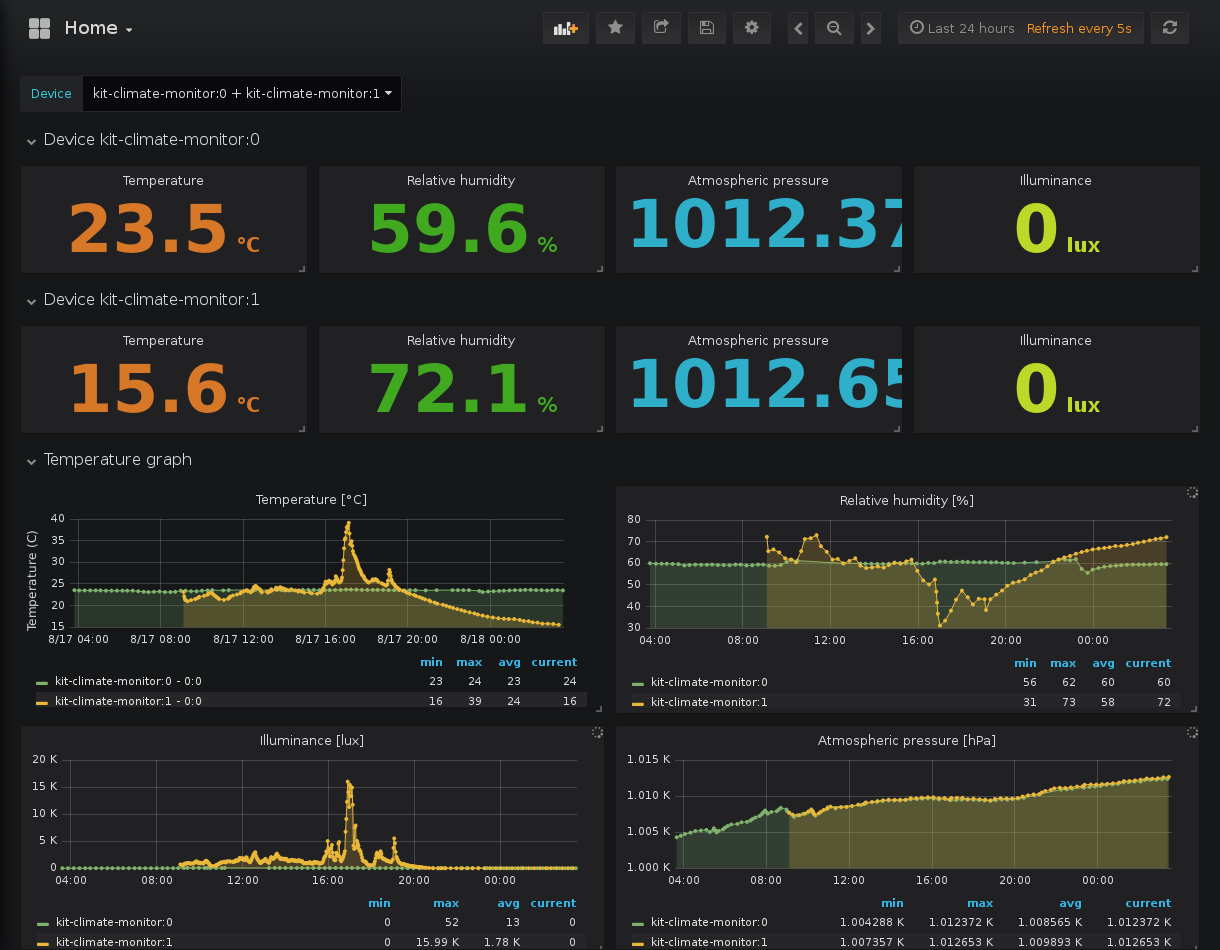 Home
Last 24 hours Refresh every 5s
Device kit-climate-monitor:0 + kit-climate-monitor:1
Device kit-climate-monitor:0
Temperature
23.5 °C
Relative humidity
59.6 %
Atmospheric pressure
1012.37
Illuminance
0 lux
Device kit-climate-monitor:1
Temperature
15.6 °C
Relative humidity
72.1 %
Atmospheric pressure
1012.65
Illuminance
0 lux
Temperature graph
Temperature [°C]
Temperature (C)
40
35
30
25
20
15
8/17 04:00 8/17 08:00 8/17 12:00 8/17 16:00 8/17 20:00 8/18 00:00
min max avg current
kit-climate-monitor:0 - 0:0 23 24 23 24
kit-climate-monitor:1 - 0:0 16 39 24 16
Relative humidity [%]
80
70
60
50
40
30
04:00 08:00 12:00 16:00 20:00 00:00
min max avg current
kit-climate-monitor:0 56 62 60 60
kit-climate-monitor:1 31 73 58 72
Illuminance [lux]
20 K
15 K
10 K
5 K
0
04:00 08:00 12:00 16:00 20:00 00:00
min max avg current
kit-climate-monitor:0 0 52 13 0
kit-climate-monitor:1 0 15.99 K 1.78 K 0
Atmospheric pressure [hPa]
1.015 K
1.010 K
1.005 K
1.000 K
04:00 08:00 12:00 16:00 20:00 00:00
min max avg current
kit-climate-monitor:0 1.004288 K 1.012372 K 1.008565 K 1.012372 K
kit-climate-monitor:1 1.007357 K 1.012653 K 1.009893 K 1.012653 K